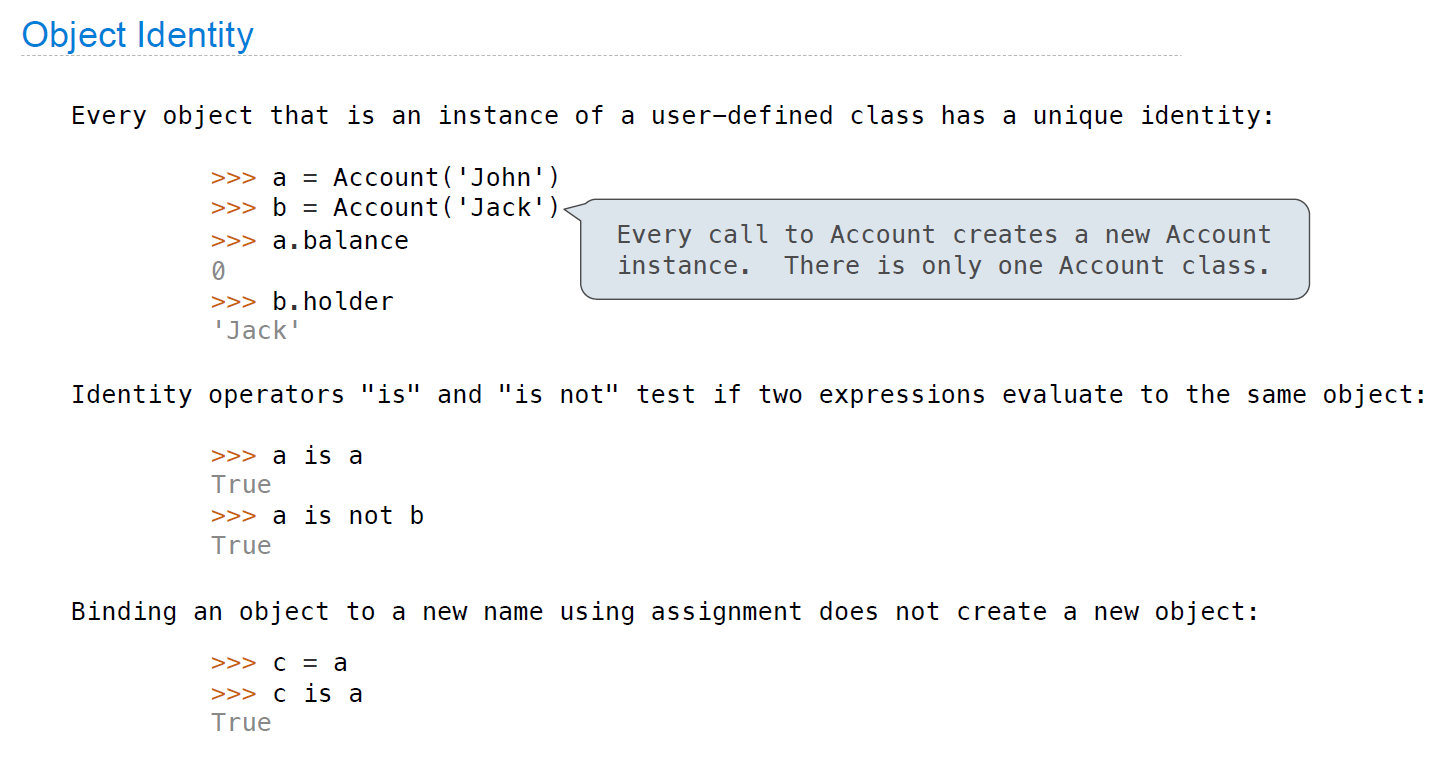 Object Identity
Every object that is an instance of a user-defined class has a unique identity:
>>> a = Account('John')
>>> b = Account('Jack')
Every call to Account creates a new Account
instance.  There is only one Account class.
>>> a.balance
0
>>> b.holder
'Jack'
Identity operators "is" and "is not" test if two expressions evaluate to the same object:
>>> a is a
True
>>> a is not b
True
Binding an object to a new name using assignment does not create a new object:
>>> c = a
>>> c is a
True